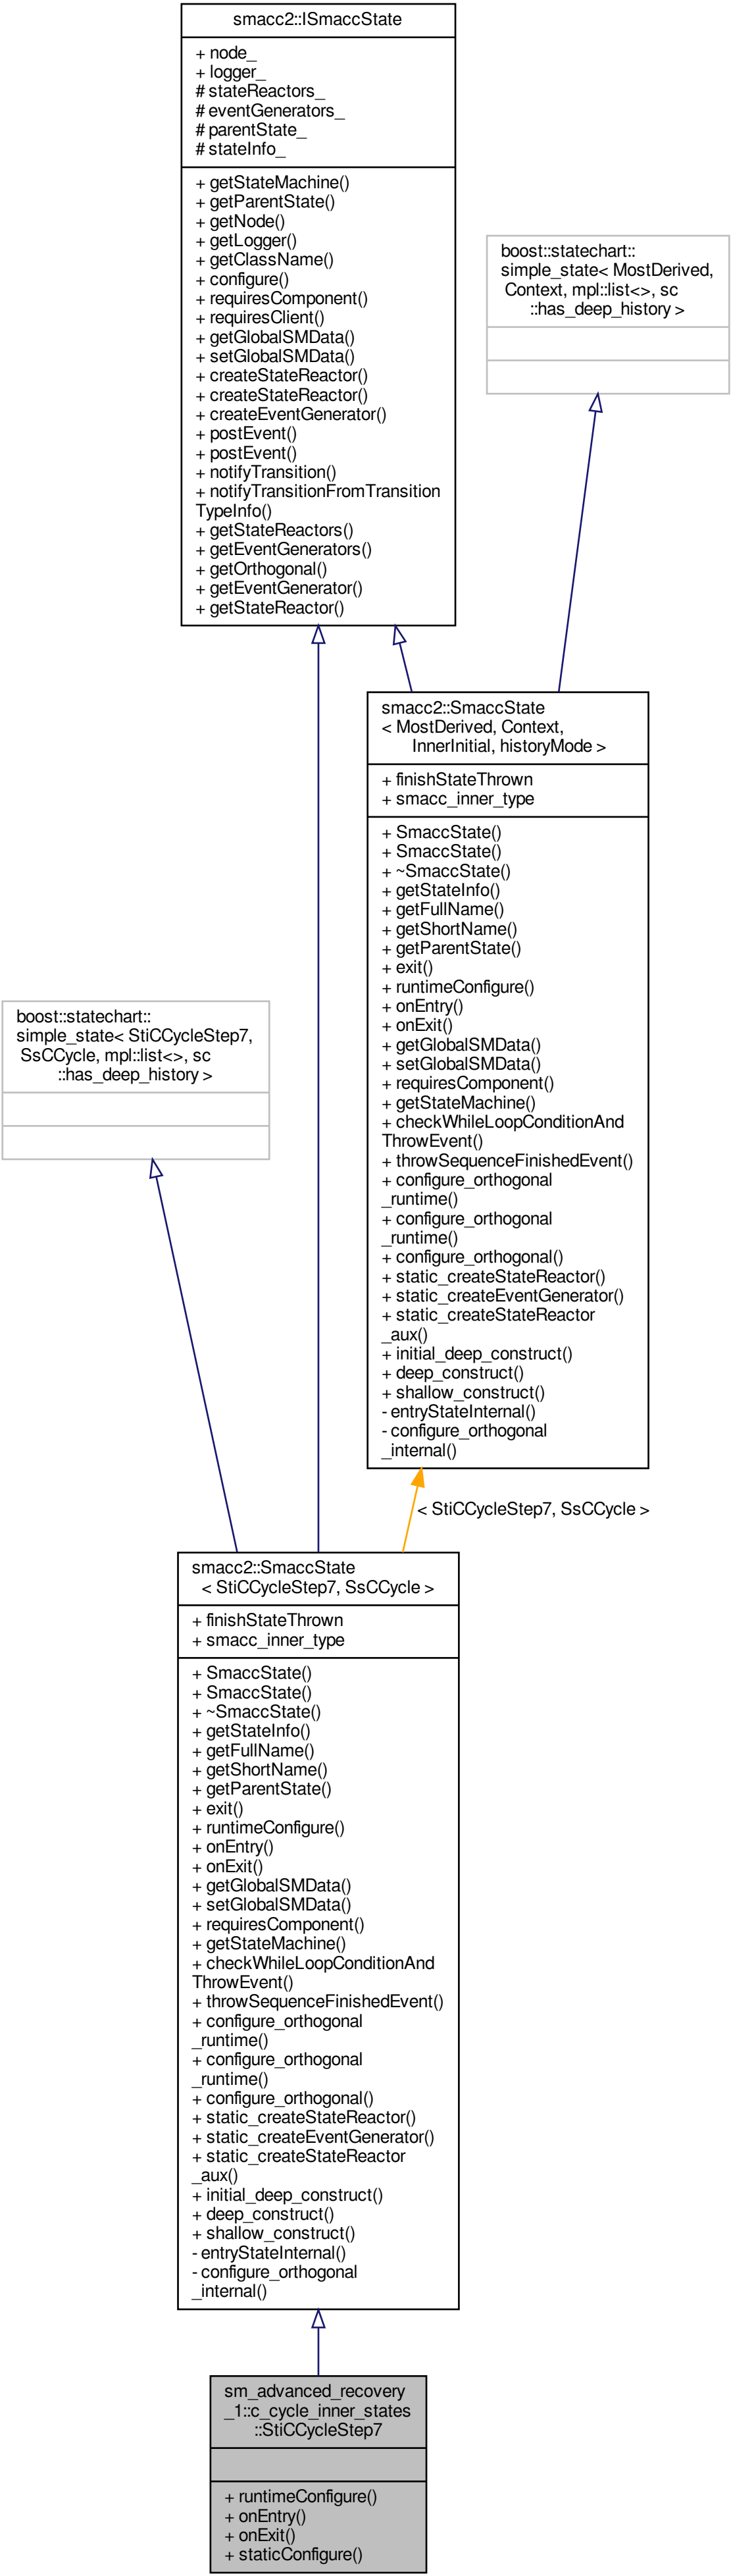 smacc2::ISmaccState
+ node_
+ logger_
# stateReactors_
# eventGenerators_
# parentState_
# stateInfo_
+ getStateMachine()
+ getParentState()
+ getNode()
+ getLogger()
+ getClassName()
+ configure()
+ requiresComponent()
+ requiresClient()
+ getGlobalSMData()
+ setGlobalSMData()
+ createStateReactor()
+ createStateReactor()
+ createEventGenerator()
+ postEvent()
+ postEvent()
+ notifyTransition()
+ notifyTransitionFromTransition
TypeInfo()
+ getStateReactors()
+ getEventGenerators()
+ getOrthogonal()
+ getEventGenerator()
+ getStateReactor()
boost::statechart::
simple_state< MostDerived,
Context, mpl::list<>, sc
::has_deep_history >
smacc2::SmaccState
< MostDerived, Context,
InnerInitial, historyMode >
+ finishStateThrown
+ smacc_inner_type
+ SmaccState()
+ SmaccState()
+ ~SmaccState()
+ getStateInfo()
+ getFullName()
+ getShortName()
+ getParentState()
+ exit()
+ runtimeConfigure()
+ onEntry()
+ onExit()
+ getGlobalSMData()
+ setGlobalSMData()
+ requiresComponent()
+ getStateMachine()
+ checkWhileLoopConditionAnd
ThrowEvent()
+ throwSequenceFinishedEvent()
+ configure_orthogonal
_runtime()
+ configure_orthogonal
_runtime()
+ configure_orthogonal()
+ static_createStateReactor()
+ static_createEventGenerator()
+ static_createStateReactor
_aux()
+ initial_deep_construct()
+ deep_construct()
+ shallow_construct()
- entryStateInternal()
- configure_orthogonal
_internal()
boost::statechart::
simple_state< StiCCycleStep7,
SsCCycle, mpl::list<>, sc
::has_deep_history >
< StiCCycleStep7, SsCCycle >
smacc2::SmaccState
< StiCCycleStep7, SsCCycle >
+ finishStateThrown
+ smacc_inner_type
+ SmaccState()
+ SmaccState()
+ ~SmaccState()
+ getStateInfo()
+ getFullName()
+ getShortName()
+ getParentState()
+ exit()
+ runtimeConfigure()
+ onEntry()
+ onExit()
+ getGlobalSMData()
+ setGlobalSMData()
+ requiresComponent()
+ getStateMachine()
+ checkWhileLoopConditionAnd
ThrowEvent()
+ throwSequenceFinishedEvent()
+ configure_orthogonal
_runtime()
+ configure_orthogonal
_runtime()
+ configure_orthogonal()
+ static_createStateReactor()
+ static_createEventGenerator()
+ static_createStateReactor
_aux()
+ initial_deep_construct()
+ deep_construct()
+ shallow_construct()
- entryStateInternal()
- configure_orthogonal
_internal()
sm_advanced_recovery
_1::c_cycle_inner_states
::StiCCycleStep7
+ runtimeConfigure()
+ onEntry()
+ onExit()
+ staticConfigure()